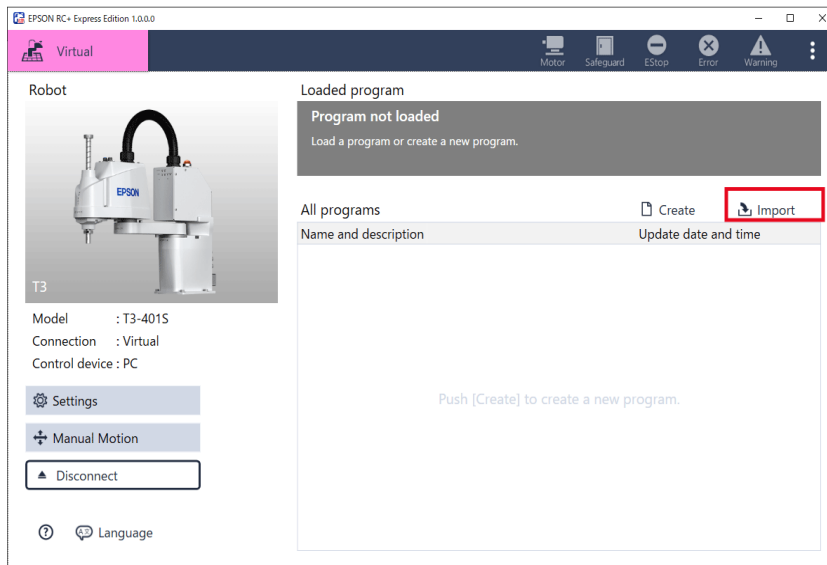 EPSON RC+ Express Edition 1.0.0.0
Virtual
Motor Safeguard EStop Error Warning
Robot
EPSON
T3
Model : T3-401S
Connection : Virtual
Control device : PC
Settings
Manual Motion
Disconnect
Language
Loaded program
Program not loaded
Load a program or create a new program.
All programs Create Import
Name and description Update date and time
Push [Create] to create a new program.